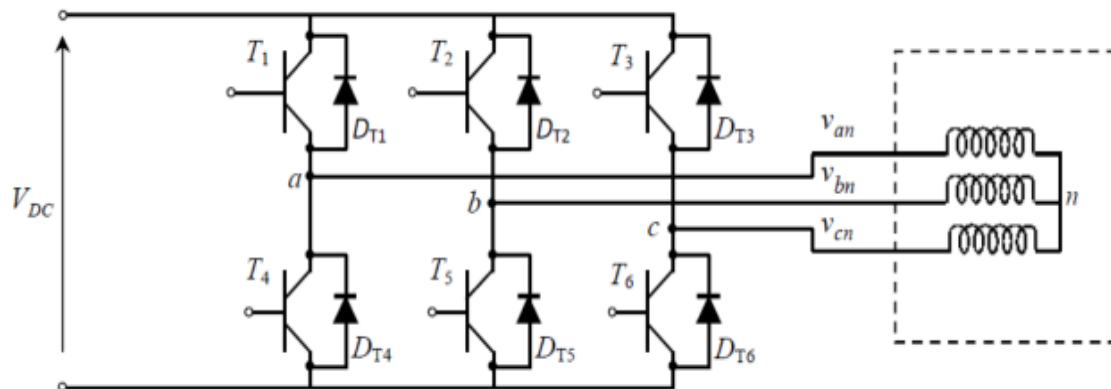 T1 T2 T3
DT1 DT2 DT3
van
a
vbn
VDC
b
n
c
vcn
T4 T5 T6
DT4 DT5 DT6